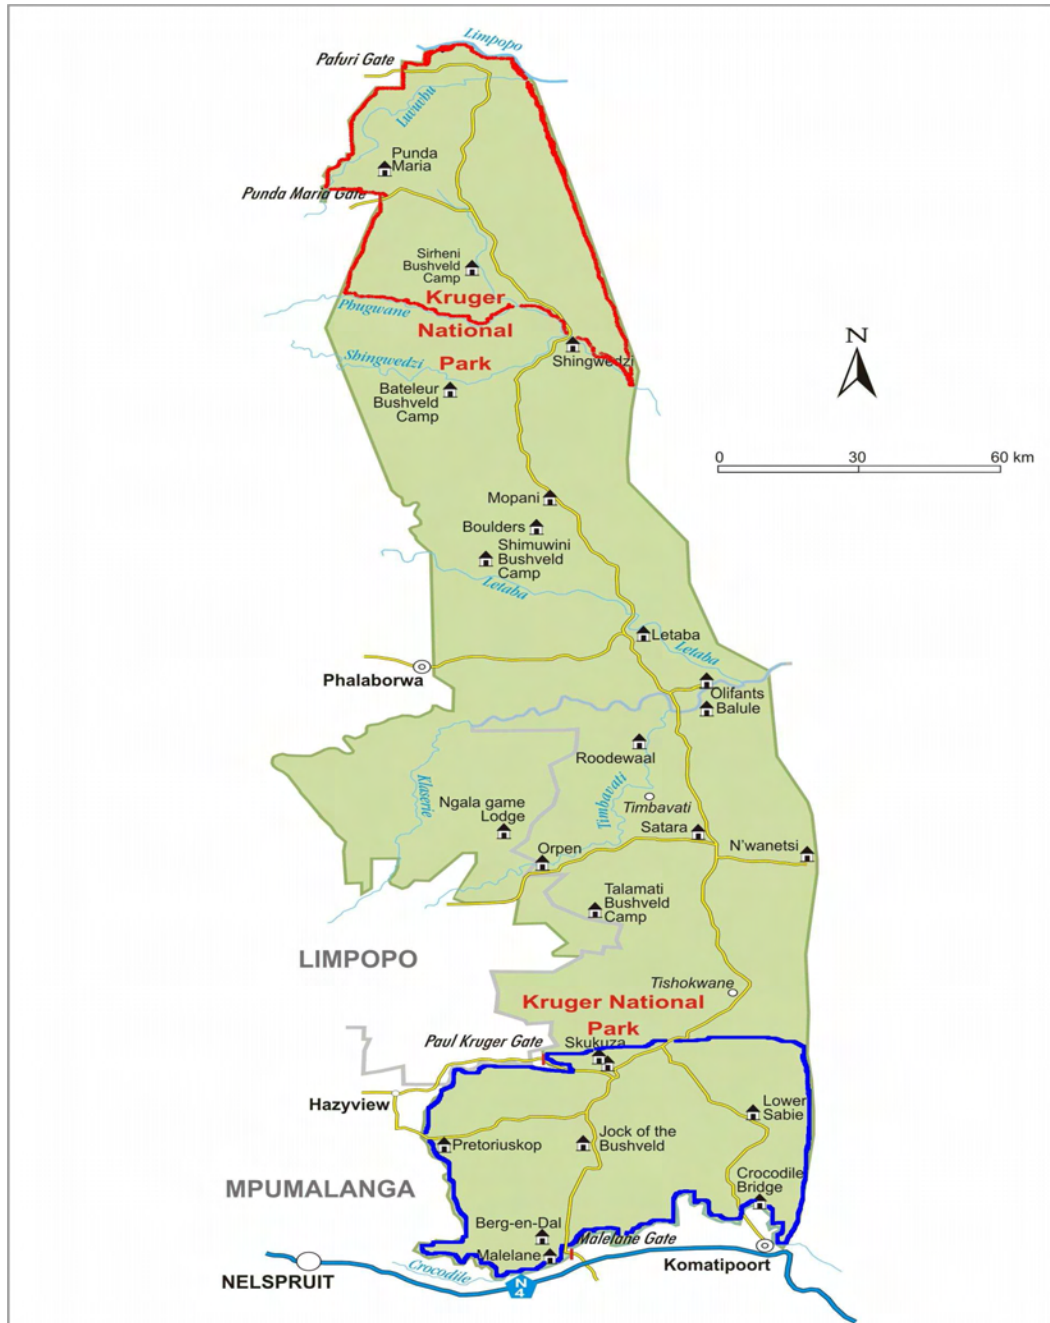 Limpopo
Pafuri Gate
Luvuvbu
Punda
Maria
Punda Maria Gate
Sirheni
Bushveld
Camp
Kruger
National
Park
Phugwane
Shingwedzi
Shingwedzi
Bateleur
Bushveld
Camp
N
0 30 60 km
Mopani
Boulders
Shimuwini
Bushveld
Camp
Letaba
Letaba
Letaba
Phalaborwa
Olifants
Balule
Roodewaal
Klaserie
Timbavati
Timbavati
Ngala game
Lodge
Satara
N'wanetsi
Orpen
Talamati
Bushveld
Camp
LIMPOPO
Tishokwane
Kruger National
Park
Paul Kruger Gate
Skukuza
Hazyview
Lower
Sabie
Pretoriuskop
Jock of the
Bushveld
MPUMALANGA
Crocodile
Bridge
Berg-en-Dal
Malelane Gate
Malelane
Komatipoort
Crocodile
NELSPRUIT
N
4